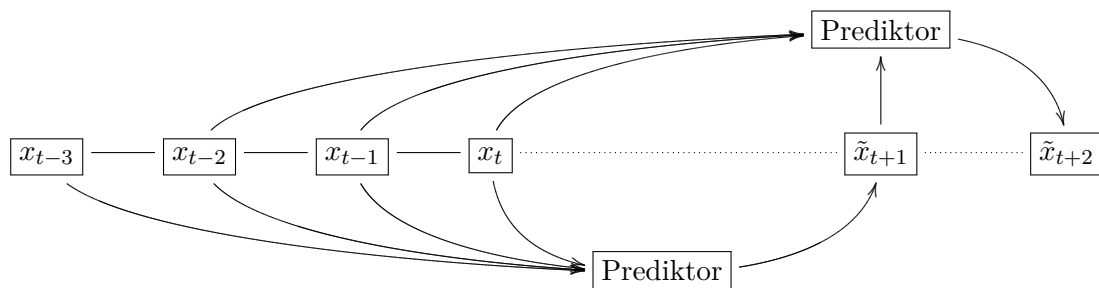 Prediktor
x_{t−3} x_{t−2} x_{t−1} x_t x̃_{t+1} x̃_{t+2}
Prediktor